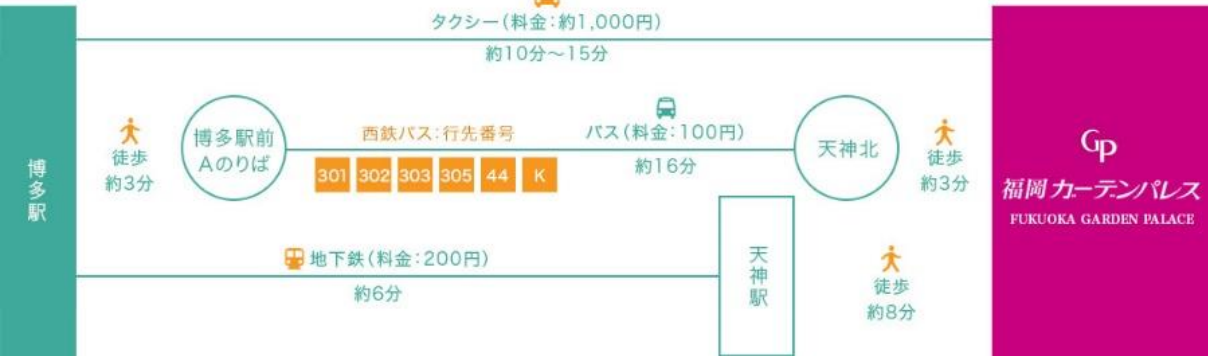 タクシー(料金:約1,000円)
約10分～15分
博多駅
徒歩
約3分
博多駅前
Aのりば
西鉄バス:行先番号
301 302 303 305 44 K
バス(料金:100円)
約16分
天神北
徒歩
約3分
地下鉄(料金:200円)
約6分
天神駅
徒歩
約8分
GP
福岡ガーデンパレス
FUKUOKA GARDEN PALACE